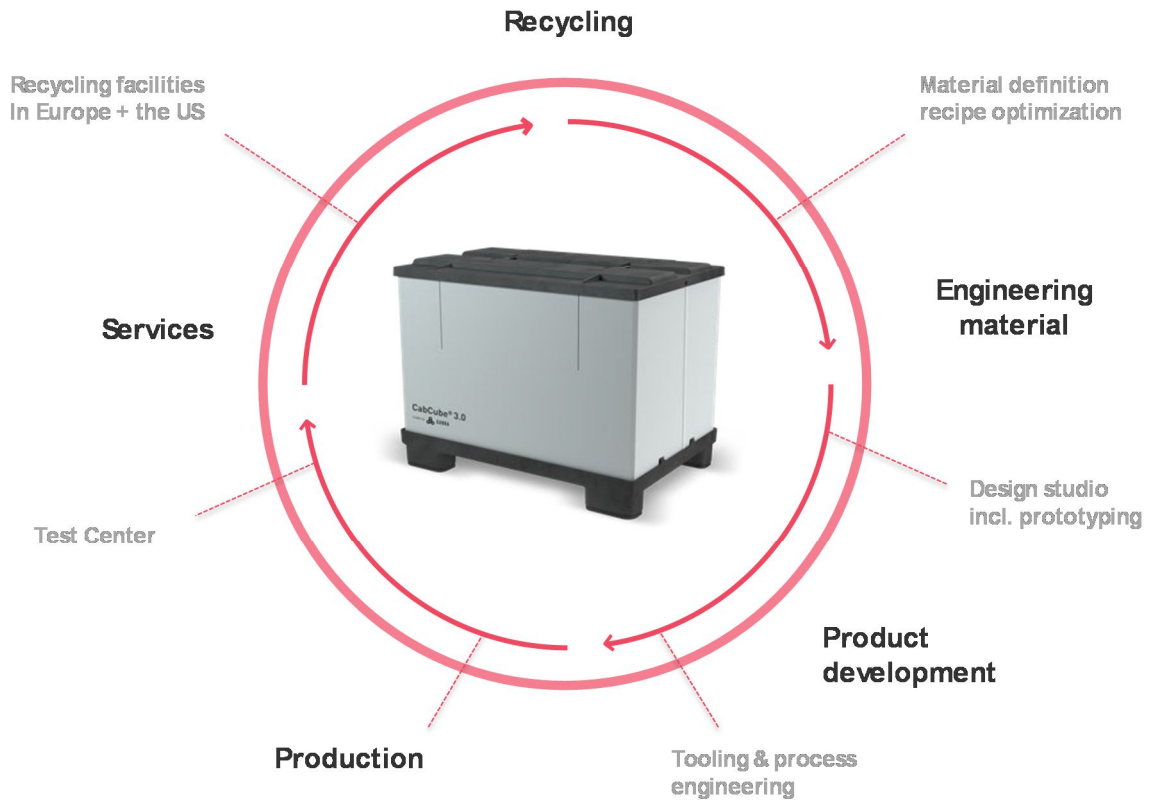 Recycling
Recycling facilities
In Europe + the US
Material definition
recipe optimization
Engineering
material
Services
CabCube® 3.0
Design studio
incl. prototyping
Test Center
Product
development
Production
Tooling & process
engineering